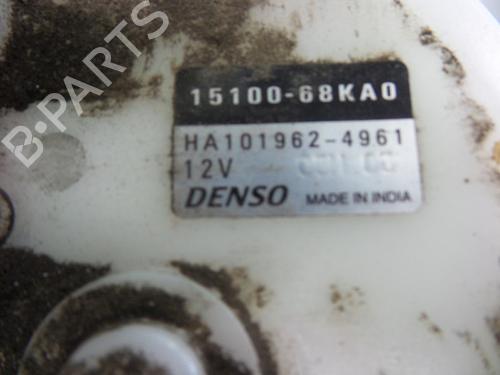 15100-68KA0
HA101962-4961
12V
DENSO MADE IN INDIA
B-PARTS